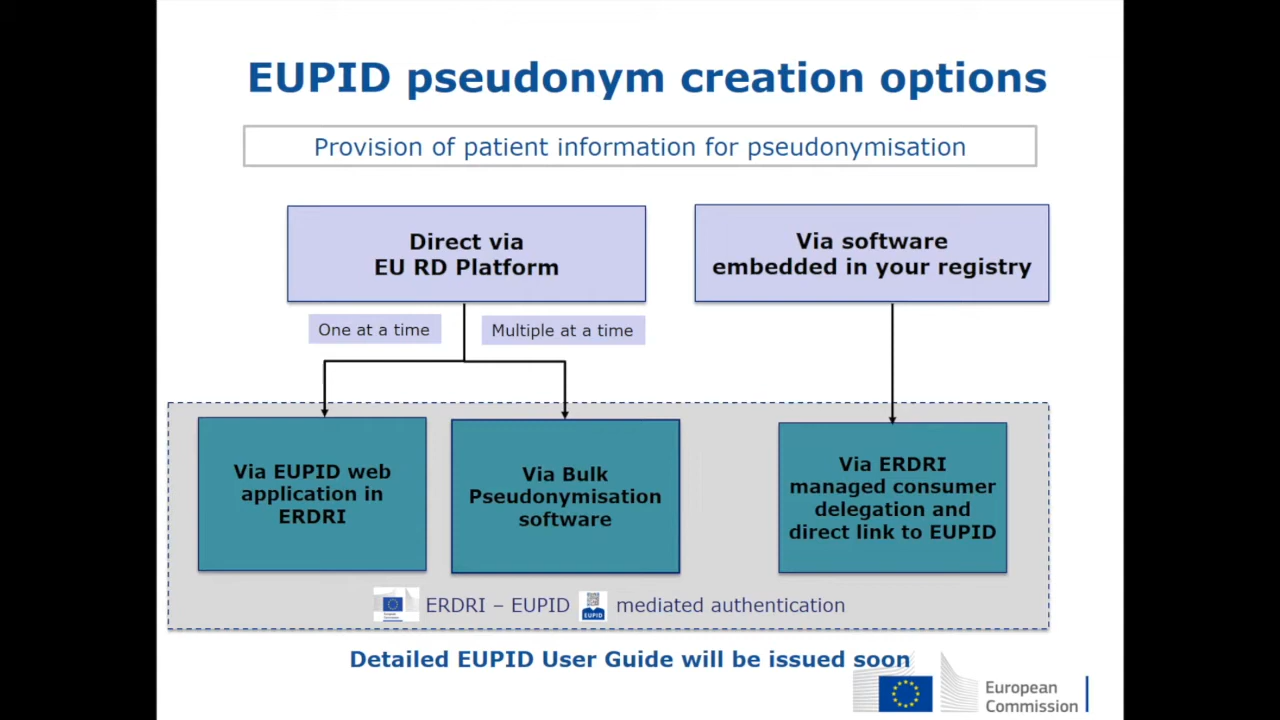 EUPID pseudonym creation options
Provision of patient information for pseudonymisation
Direct via
EU RD Platform
Via software
embedded in your registry
One at a time
Multiple at a time
Via EUPID web
application in
ERDRI
Via Bulk
Pseudonymisation
software
Via ERDRI
managed consumer
delegation and
direct link to EUPID
ERDRI – EUPID EUPID mediated authentication
Detailed EUPID User Guide will be issued soon
European
Commission